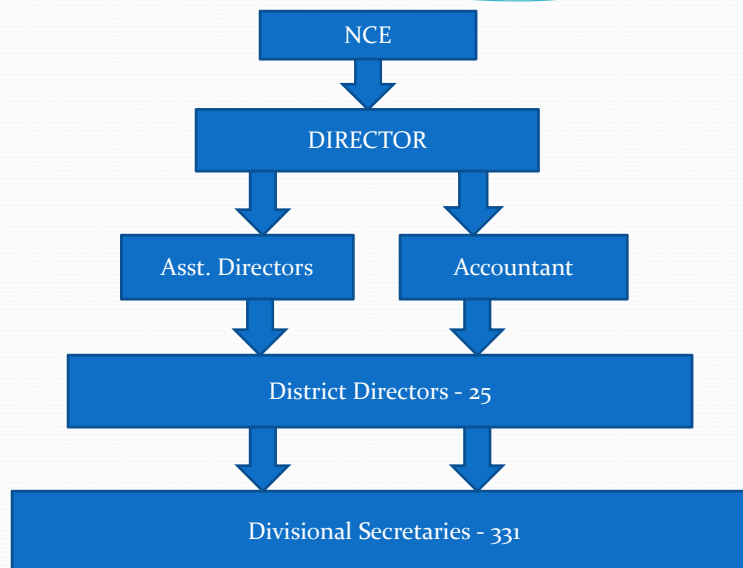 NCE
DIRECTOR
Asst. Directors
Accountant
District Directors - 25
Divisional Secretaries - 331